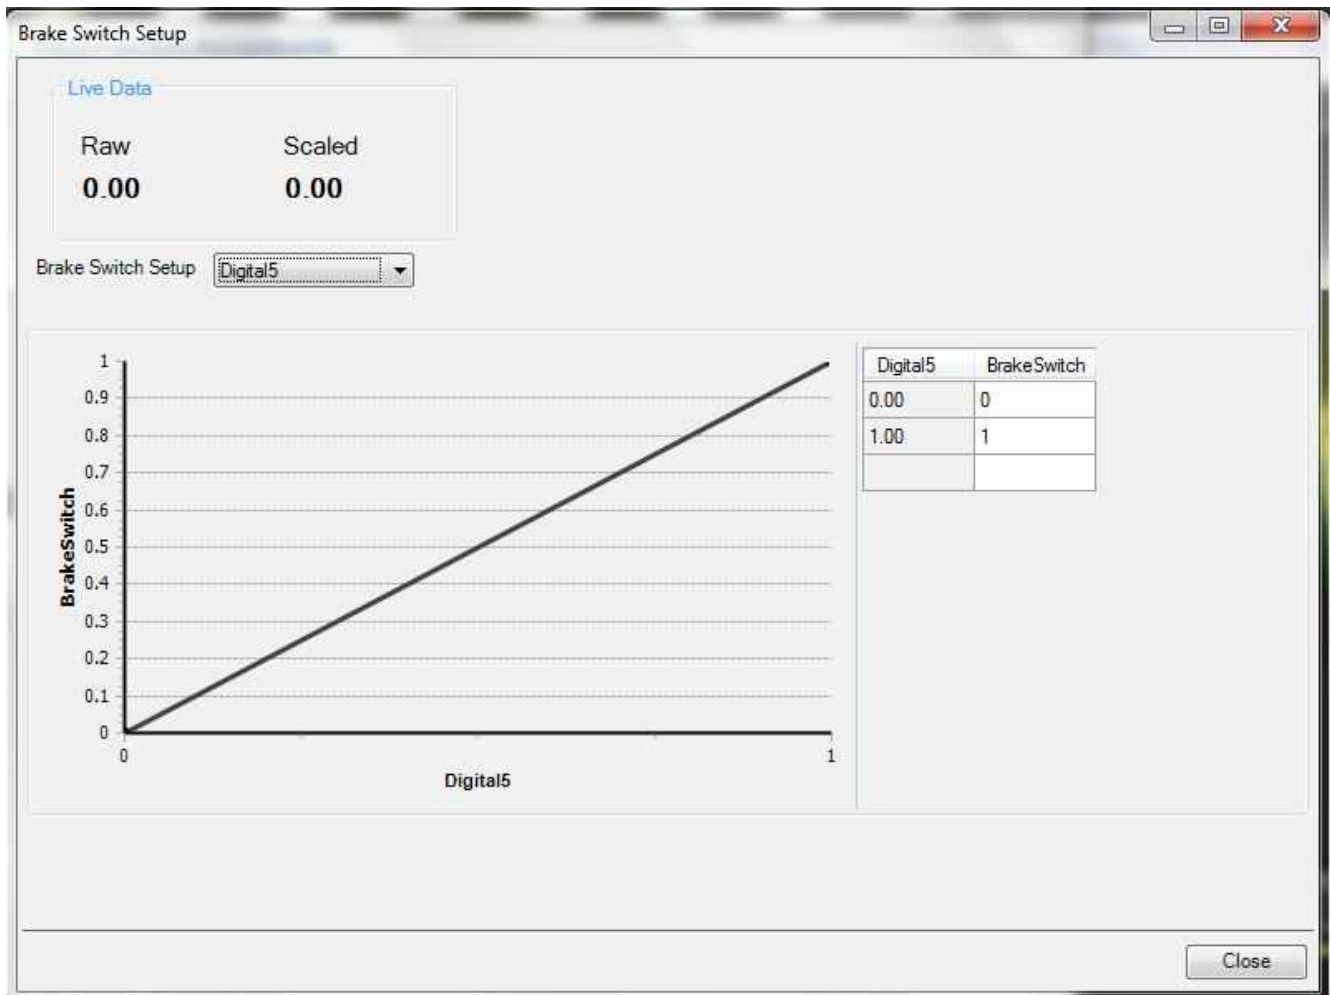 Brake Switch Setup
Live Data
Raw Scaled
0.00 0.00
Brake Switch Setup Digital5
1
0.9
0.8
0.7
0.6
0.5
0.4
0.3
0.2
0.1
0
BrakeSwitch
0 1
Digital5
Digital5 BrakeSwitch
0.00 0
1.00 1
Close